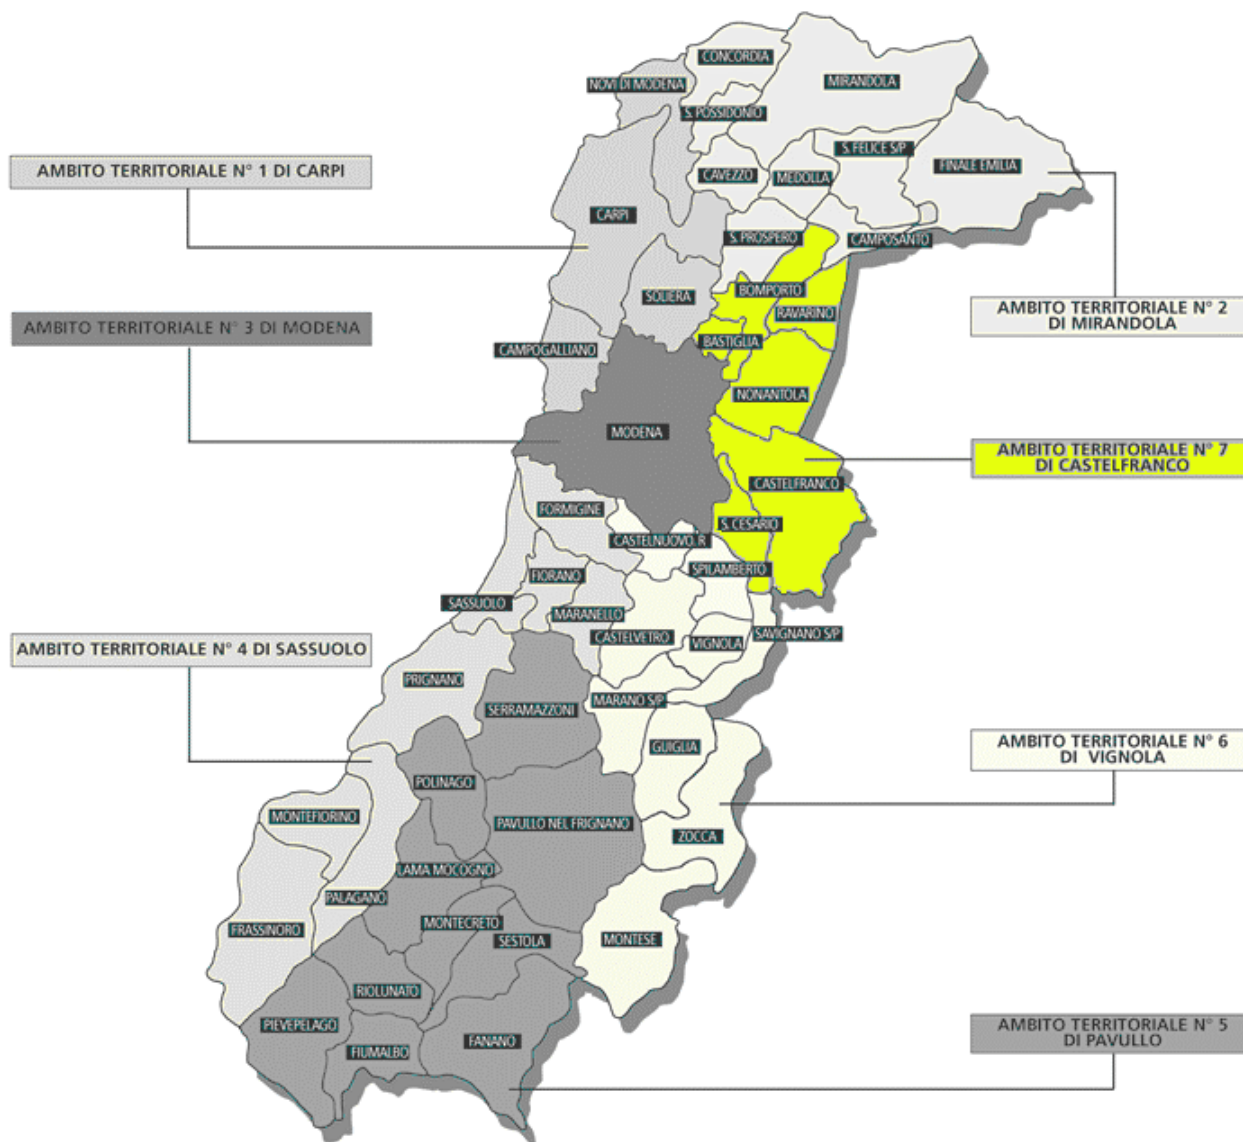 CONCORDIA
NOVI DI MODENA
MIRANDOLA
S. POSSIDONIO
S. FELICE S/P
FINALE EMILIA
AMBITO TERRITORIALE N° 1 DI CARPI
CAVEZZO
MEDOLLA
CARPI
S. PROSPERO
CAMPOSANTO
BOMPORTO
SOLIERA
RAVARINO
AMBITO TERRITORIALE N° 2
DI MIRANDOLA
AMBITO TERRITORIALE N° 3 DI MODENA
BASTIGLIA
CAMPOGALLIANO
NONANTOLA
MODENA
AMBITO TERRITORIALE N° 7
DI CASTELFRANCO
CASTELFRANCO
FORMIGINE
S. CESARIO
CASTELNUOVO. R
SPILAMBERTO
FIORANO
SASSUOLO
MARANELLO
CASTELVETRO
VIGNOLA
SAVIGNANO S/P
AMBITO TERRITORIALE N° 4 DI SASSUOLO
PRIGNANO
MARANO S/P
SERRAMAZZONI
GUIGLIA
AMBITO TERRITORIALE N° 6
DI VIGNOLA
POLINAGO
MONTEFIORINO
PAVULLO NEL FRIGNANO
ZOCCA
LAMA MOCOGNO
PALAGANO
FRASSINORO
MONTECRETO
SESTOLA
MONTESE
RIOLUNATO
PIEVEPELAGO
FIUMALBO
FANANO
AMBITO TERRITORIALE N° 5
DI PAVULLO